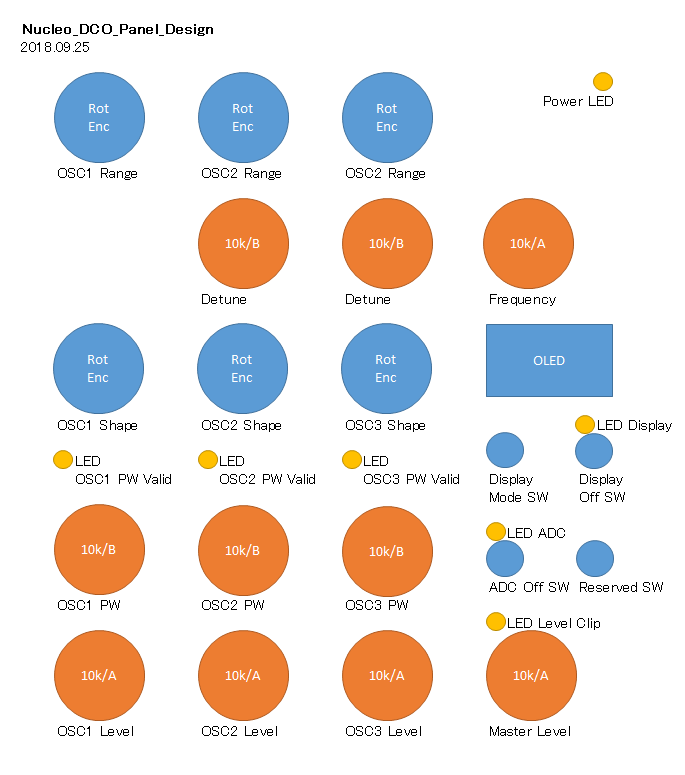 Nucleo_DCO_Panel_Design
2018.09.25
Power LED
Rot
Enc
Rot
Enc
Rot
Enc
OSC1 Range
OSC2 Range
OSC2 Range
10k/B
10k/B
10k/A
Detune
Detune
Frequency
Rot
Enc
Rot
Enc
Rot
Enc
OLED
OSC1 Shape
OSC2 Shape
OSC3 Shape
LED Display
LED
OSC1 PW Valid
LED
OSC2 PW Valid
LED
OSC3 PW Valid
Display
Mode SW
Display
Off SW
LED ADC
10k/B
10k/B
10k/B
ADC Off SW
Reserved SW
OSC1 PW
OSC2 PW
OSC3 PW
LED Level Clip
10k/A
10k/A
10k/A
10k/A
OSC1 Level
OSC2 Level
OSC3 Level
Master Level